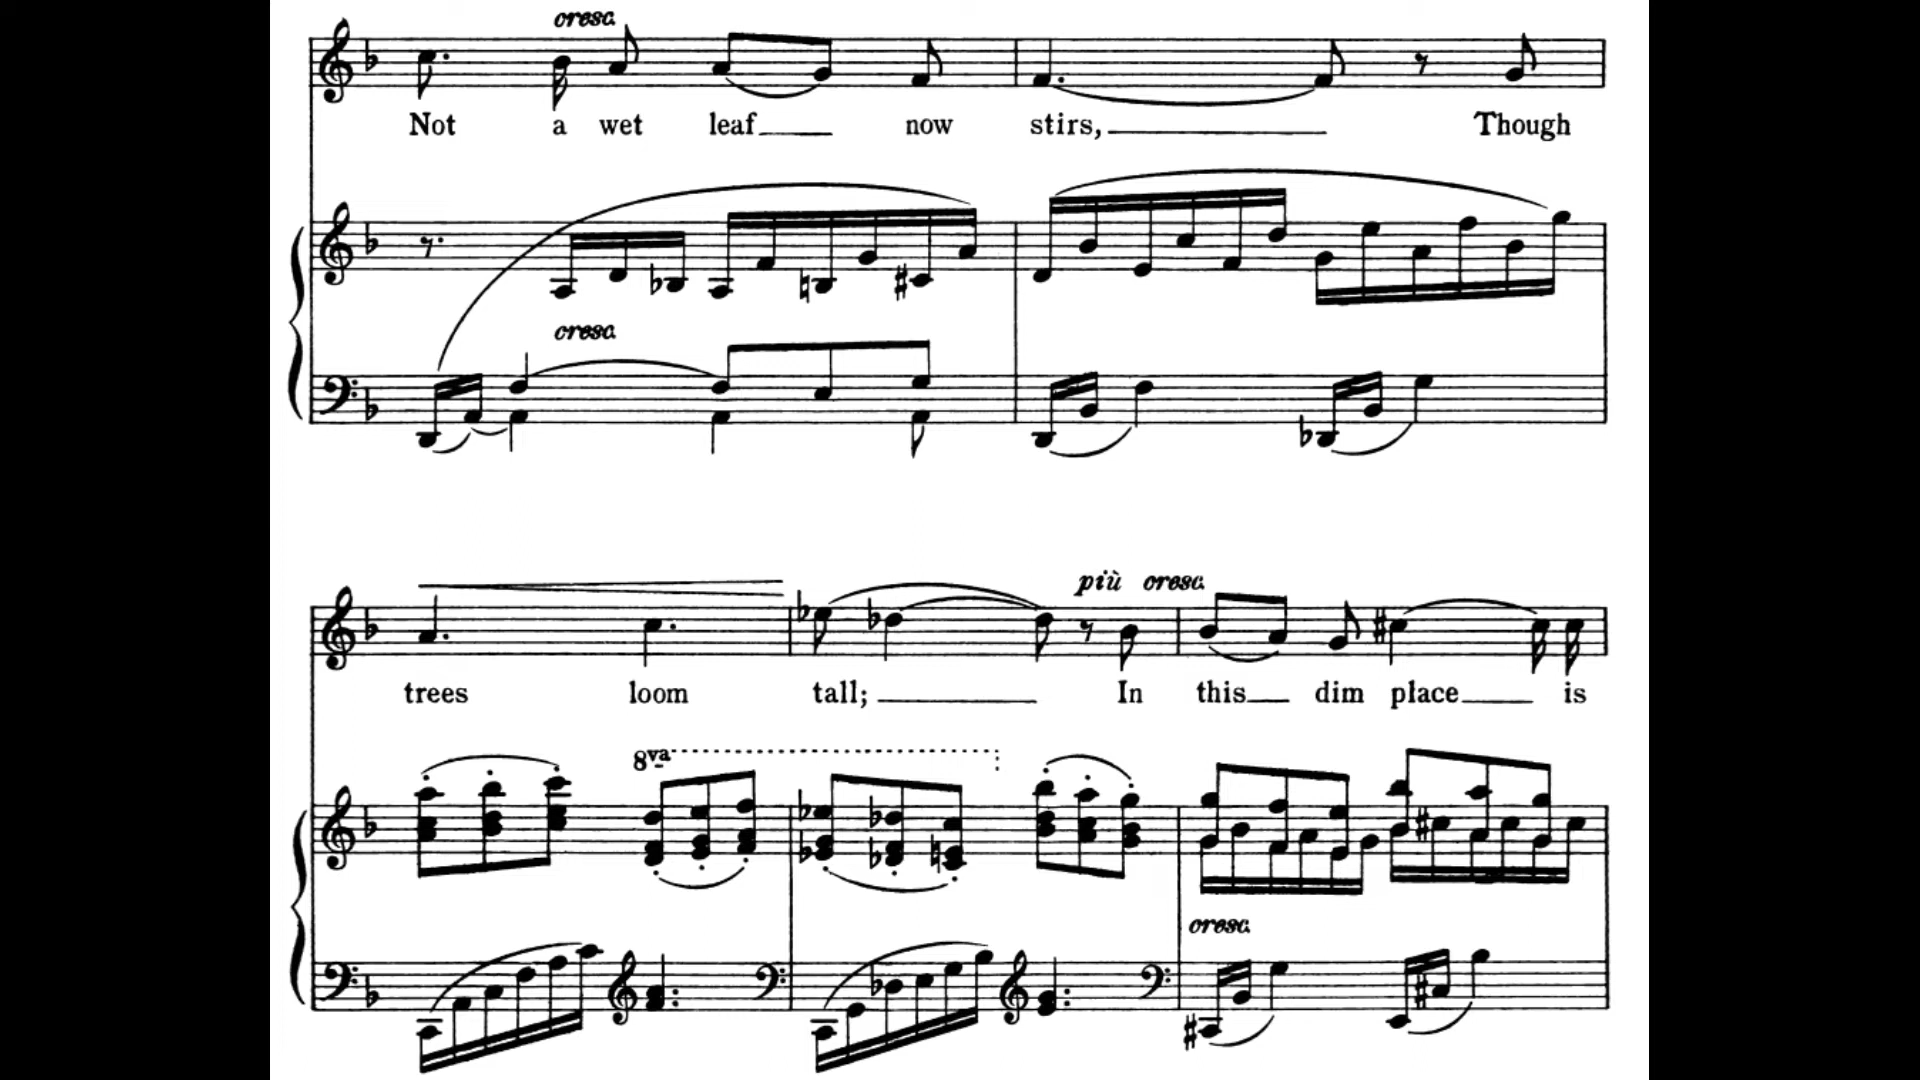 cresc.
Not a wet leaf now stirs, Though
cresc.
più cresc.
trees loom tall; In this dim place is
8va
cresc.